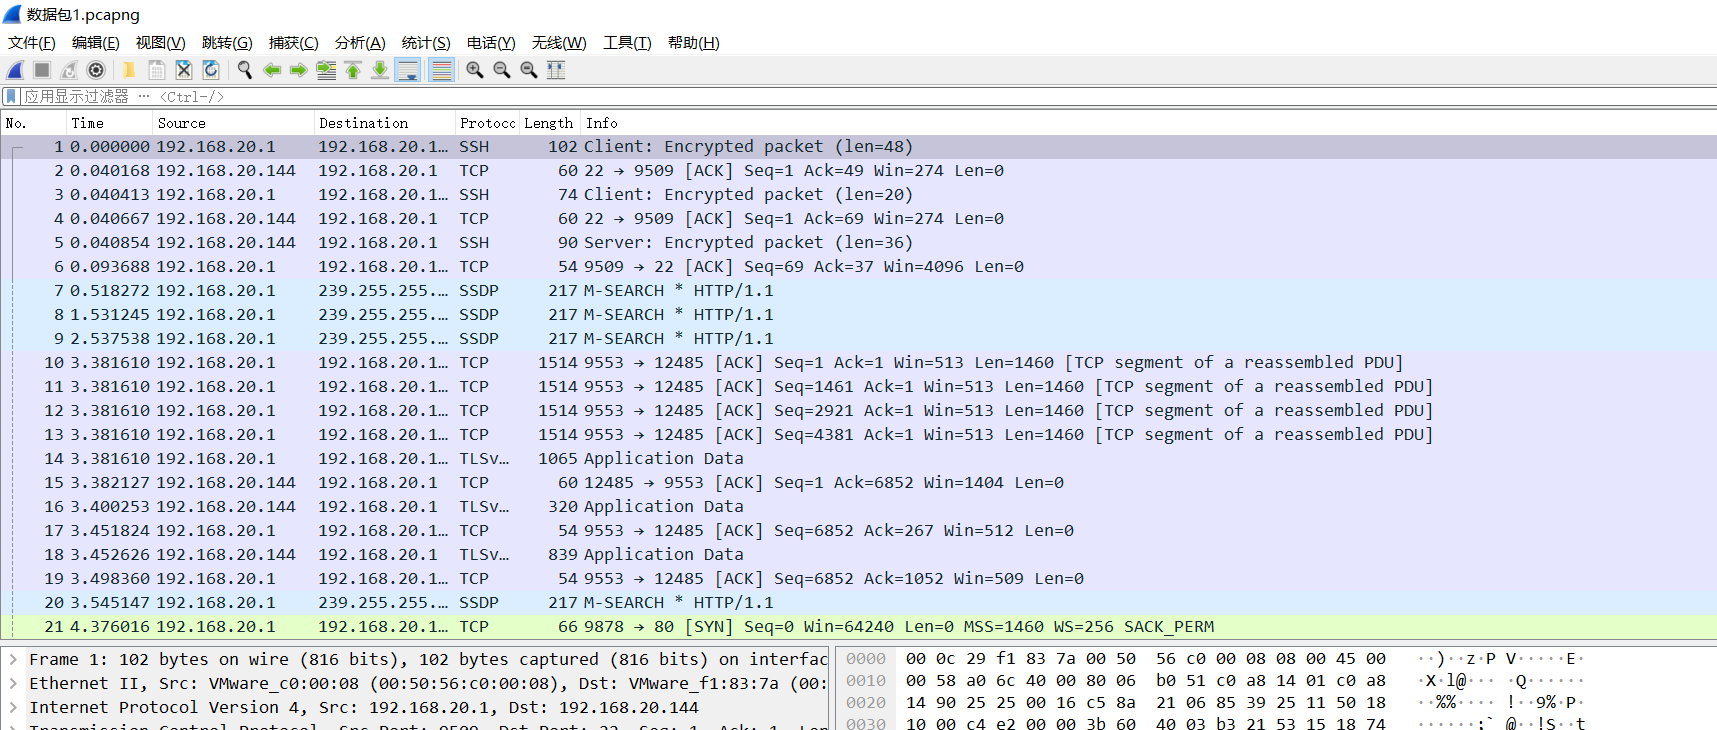 数据包1.pcapng
文件(F) 编辑(E) 视图(V) 跳转(G) 捕获(C) 分析(A) 统计(S) 电话(Y) 无线(W) 工具(T) 帮助(H)
应用显示过滤器 … <Ctrl-/>
No. Time Source Destination Protocc Length Info
1 0.000000 192.168.20.1 192.168.20.1… SSH 102 Client: Encrypted packet (len=48)
2 0.040168 192.168.20.144 192.168.20.1 TCP 60 22 → 9509 [ACK] Seq=1 Ack=49 Win=274 Len=0
3 0.040413 192.168.20.1 192.168.20.1… SSH 74 Client: Encrypted packet (len=20)
4 0.040667 192.168.20.144 192.168.20.1 TCP 60 22 → 9509 [ACK] Seq=1 Ack=69 Win=274 Len=0
5 0.040854 192.168.20.144 192.168.20.1 SSH 90 Server: Encrypted packet (len=36)
6 0.093688 192.168.20.1 192.168.20.1… TCP 54 9509 → 22 [ACK] Seq=69 Ack=37 Win=4096 Len=0
7 0.518272 192.168.20.1 239.255.255.… SSDP 217 M-SEARCH * HTTP/1.1
8 1.531245 192.168.20.1 239.255.255.… SSDP 217 M-SEARCH * HTTP/1.1
9 2.537538 192.168.20.1 239.255.255.… SSDP 217 M-SEARCH * HTTP/1.1
10 3.381610 192.168.20.1 192.168.20.1… TCP 1514 9553 → 12485 [ACK] Seq=1 Ack=1 Win=513 Len=1460 [TCP segment of a reassembled PDU]
11 3.381610 192.168.20.1 192.168.20.1… TCP 1514 9553 → 12485 [ACK] Seq=1461 Ack=1 Win=513 Len=1460 [TCP segment of a reassembled PDU]
12 3.381610 192.168.20.1 192.168.20.1… TCP 1514 9553 → 12485 [ACK] Seq=2921 Ack=1 Win=513 Len=1460 [TCP segment of a reassembled PDU]
13 3.381610 192.168.20.1 192.168.20.1… TCP 1514 9553 → 12485 [ACK] Seq=4381 Ack=1 Win=513 Len=1460 [TCP segment of a reassembled PDU]
14 3.381610 192.168.20.1 192.168.20.1… TLSv… 1065 Application Data
15 3.382127 192.168.20.144 192.168.20.1 TCP 60 12485 → 9553 [ACK] Seq=1 Ack=6852 Win=1404 Len=0
16 3.400253 192.168.20.144 192.168.20.1 TLSv… 320 Application Data
17 3.451824 192.168.20.1 192.168.20.1… TCP 54 9553 → 12485 [ACK] Seq=6852 Ack=267 Win=512 Len=0
18 3.452626 192.168.20.144 192.168.20.1 TLSv… 839 Application Data
19 3.498360 192.168.20.1 192.168.20.1… TCP 54 9553 → 12485 [ACK] Seq=6852 Ack=1052 Win=509 Len=0
20 3.545147 192.168.20.1 239.255.255.… SSDP 217 M-SEARCH * HTTP/1.1
21 4.376016 192.168.20.1 192.168.20.1… TCP 66 9878 → 80 [SYN] Seq=0 Win=64240 Len=0 MSS=1460 WS=256 SACK_PERM
Frame 1: 102 bytes on wire (816 bits), 102 bytes captured (816 bits) on interfac
Ethernet II, Src: VMware_c0:00:08 (00:50:56:c0:00:08), Dst: VMware_f1:83:7a (00:
Internet Protocol Version 4, Src: 192.168.20.1, Dst: 192.168.20.144
Transmission Control Protocol, Src Port: 9509, Dst Port: 22, Seq: 1, Ack: 1, Len
0000 00 0c 29 f1 83 7a 00 50 56 c0 00 08 08 00 45 00 ··)··z·P V·····E·
0010 00 58 a0 6c 40 00 80 06 b0 51 c0 a8 14 01 c0 a8 ·X·l@··· ·Q······
0020 14 90 25 25 00 16 c5 8a 21 06 85 39 25 11 50 18 ··%%···· !··9%·P·
0030 10 00 c4 e2 00 00 3b 60 40 03 b3 21 53 15 18 74 ······;` @··!S··t